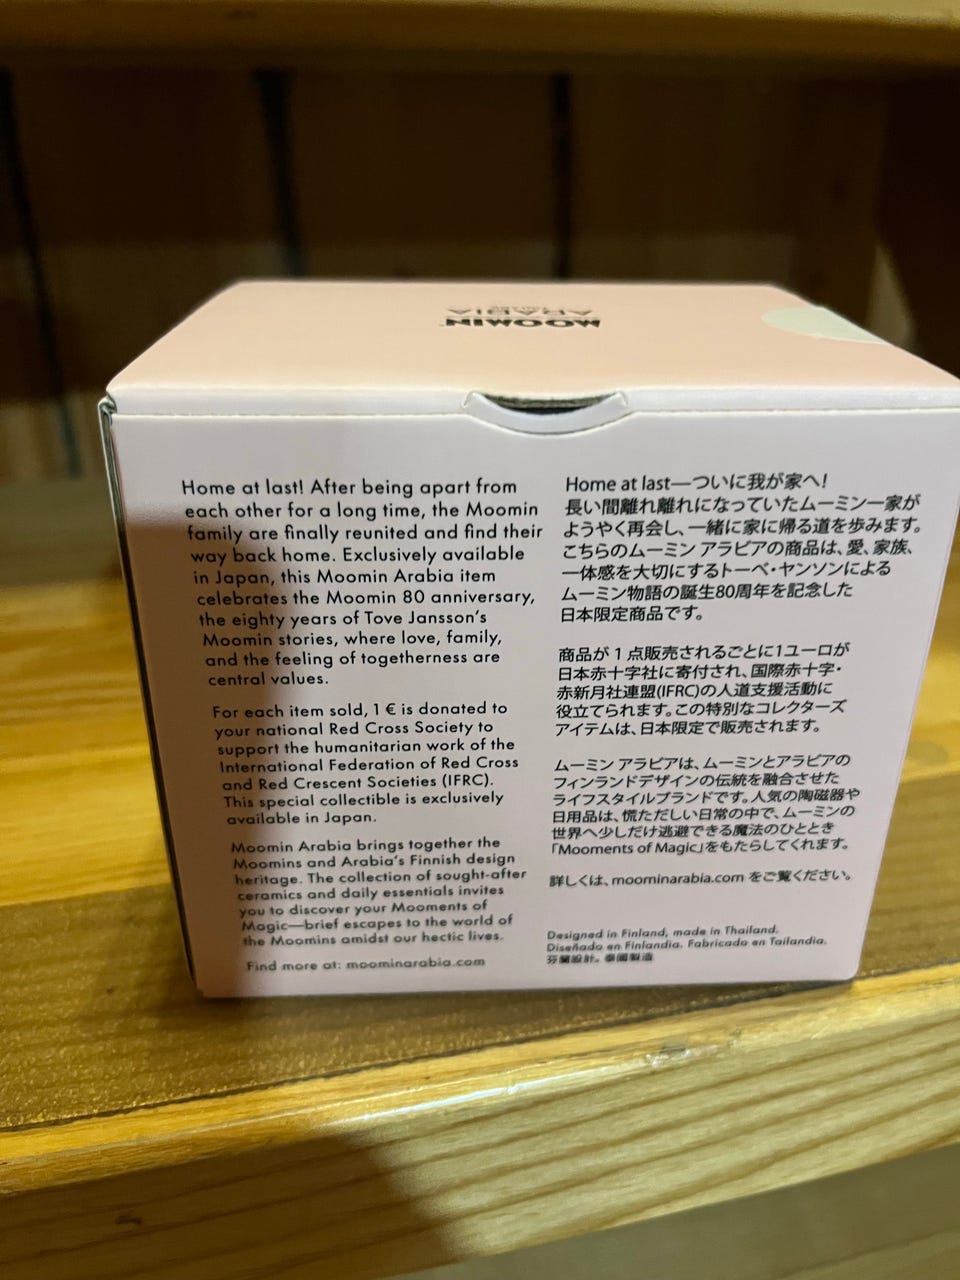 MOOMIN
ARABIA
Home at last! After being apart from
each other for a long time, the Moomin
family are finally reunited and find their
way back home. Exclusively available
in Japan, this Moomin Arabia item
celebrates the Moomin 80 anniversary,
the eighty years of Tove Jansson's
Moomin stories, where love, family,
and the feeling of togetherness are
central values.
For each item sold, 1 € is donated to
your national Red Cross Society to
support the humanitarian work of the
International Federation of Red Cross
and Red Crescent Societies (IFRC).
This special collectible is exclusively
available in Japan.
Moomin Arabia brings together the
Moomins and Arabia's Finnish design
heritage. The collection of sought-after
ceramics and daily essentials invites
you to discover your Mooments of
Magic—brief escapes to the world of
the Moomins amidst our hectic lives.
Find more at: moominarabia.com
Home at last—ついに我が家へ!
長い間離れ離れになっていたムーミン一家が
ようやく再会し、一緒に家に帰る道を歩みます。
こちらのムーミン アラビアの商品は、愛、家族、
一体感を大切にするトーベ・ヤンソンによる
ムーミン物語の誕生80周年を記念した
日本限定商品です。
商品が 1 点販売されるごとに1ユーロが
日本赤十字社に寄付され、国際赤十字・
赤新月社連盟(IFRC)の人道支援活動に
役立てられます。この特別なコレクターズ
アイテムは、日本限定で販売されます。
ムーミン アラビアは、ムーミンとアラビアの
フィンランドデザインの伝統を融合させた
ライフスタイルブランドです。人気の陶磁器や
日用品は、慌ただしい日常の中で、ムーミンの
世界へ少しだけ逃避できる魔法のひととき
「Mooments of Magic」をもたらしてくれます。
詳しくは、moominarabia.com をご覧ください。
Designed in Finland, made in Thailand.
Diseñado en Finlandia. Fabricado en Tailandia.
芬蘭設計。泰國製造